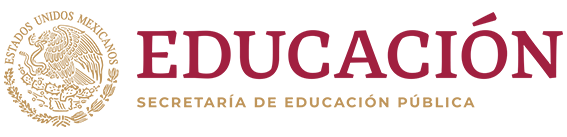 ESTADOS UNIDOS MEXICANOS
EDUCACIÓN
SECRETARÍA DE EDUCACIÓN PÚBLICA